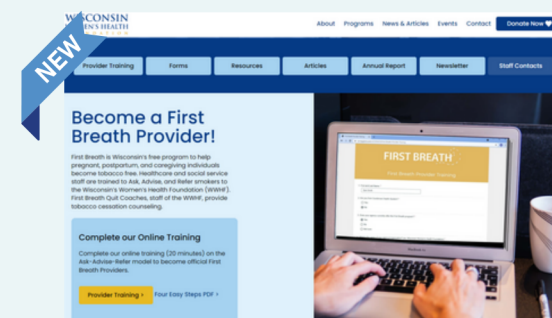 NEW
WISCONSIN
WOMEN'S HEALTH
FOUNDATION
About Programs News & Articles Events Contact Donate Now
Provider Training Forms Resources Articles Annual Report Newsletter Staff Contacts
Become a First
Breath Provider!
First Breath is Wisconsin's free program to help
pregnant, postpartum, and caregiving individuals
become tobacco free. Healthcare and social service
staff are trained to Ask, Advise, and Refer smokers to
the Wisconsin's Women's Health Foundation (WWHF).
First Breath Quit Coaches, staff of the WWHF, provide
tobacco cessation counseling.
Complete our Online Training
Complete our online training (20 minutes) on the
Ask-Advise-Refer model to become official First
Breath Providers.
Provider Training › Four Easy Steps PDF ›
FIRST BREATH
First Breath Provider Training